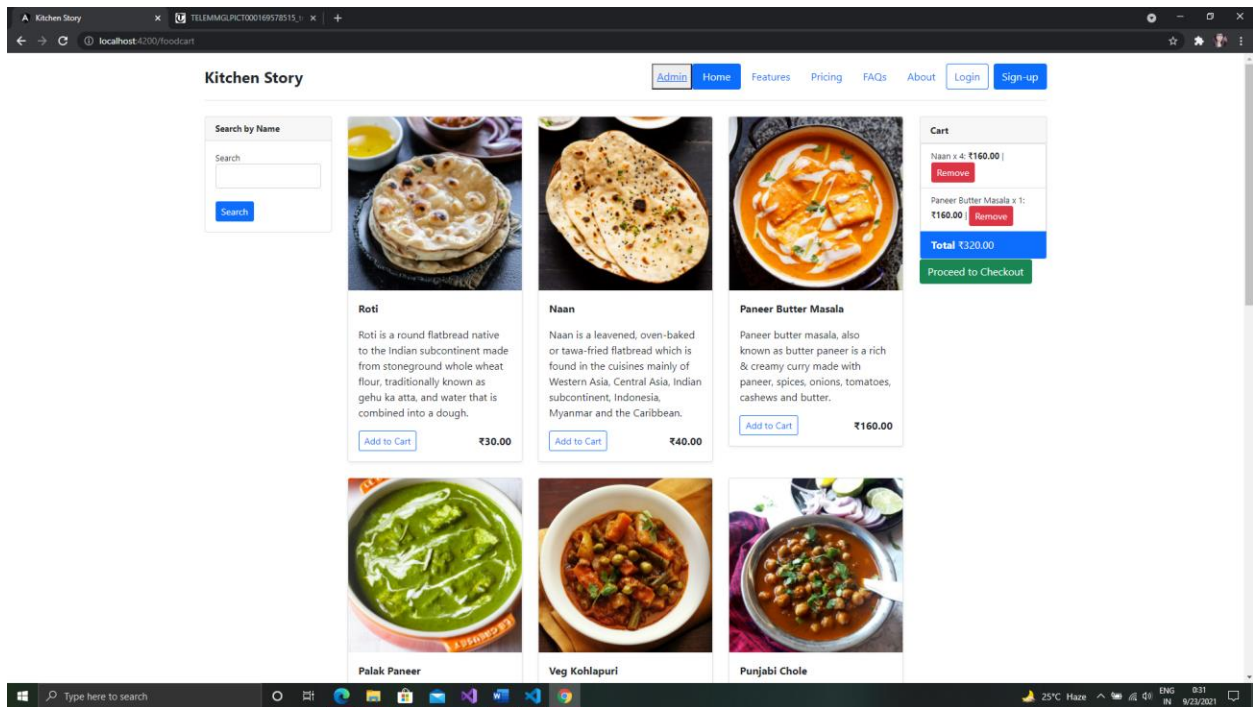 Kitchen Story
TELEMMGLPICT000169578515_
localhost:4200/foodcart
Kitchen Story
Admin Home Features Pricing FAQs About Login Sign-up
Search by Name
Search
Search
Roti
Roti is a round flatbread native
to the Indian subcontinent made
from stoneground whole wheat
flour, traditionally known as
gehu ka atta, and water that is
combined into a dough.
Add to Cart ₹30.00
Naan
Naan is a leavened, oven-baked
or tawa-fried flatbread which is
found in the cuisines mainly of
Western Asia, Central Asia, Indian
subcontinent, Indonesia,
Myanmar and the Caribbean.
Add to Cart ₹40.00
Paneer Butter Masala
Paneer butter masala, also
known as butter paneer is a rich
& creamy curry made with
paneer, spices, onions, tomatoes,
cashews and butter.
Add to Cart ₹160.00
Cart
Naan x 4: ₹160.00 |
Remove
Paneer Butter Masala x 1:
₹160.00 | Remove
Total ₹320.00
Proceed to Checkout
Palak Paneer
Veg Kohlapuri
Punjabi Chole
Type here to search
25°C Haze
ENG
IN
0:31
9/23/2021